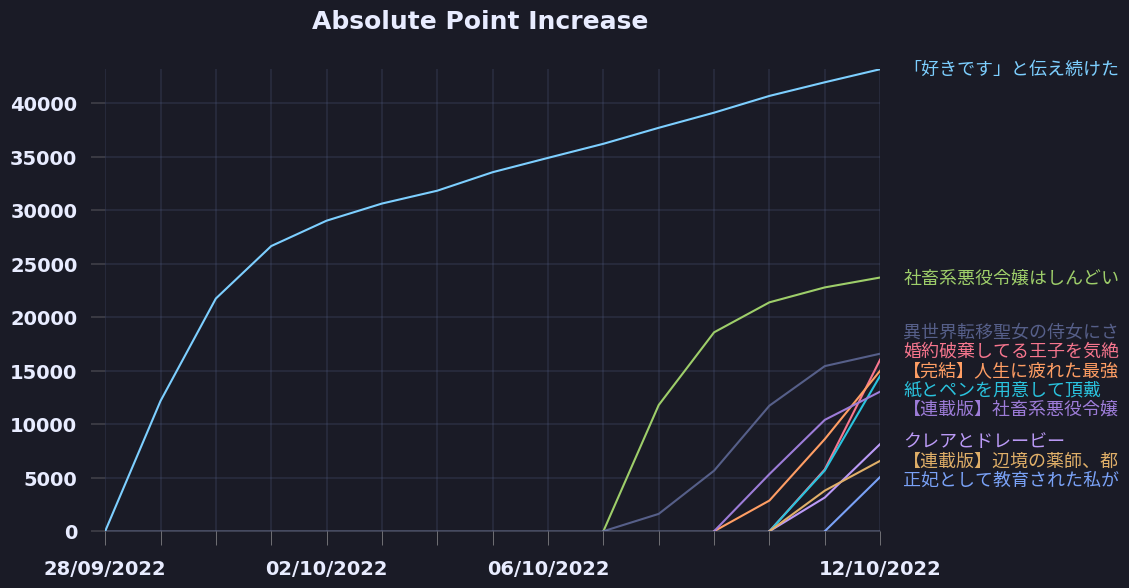 Absolute Point Increase
40000
35000
30000
25000
20000
15000
10000
5000
0
28/09/2022
02/10/2022
06/10/2022
12/10/2022
「好きです」と伝え続けた
社畜系悪役令嬢はしんどい
異世界転移聖女の侍女にさ
婚約破棄してる王子を気絶
【完結】人生に疲れた最強
紙とペンを用意して頂戴
【連載版】社畜系悪役令嬢
クレアとドレービー
【連載版】辺境の薬師、都
正妃として教育された私が